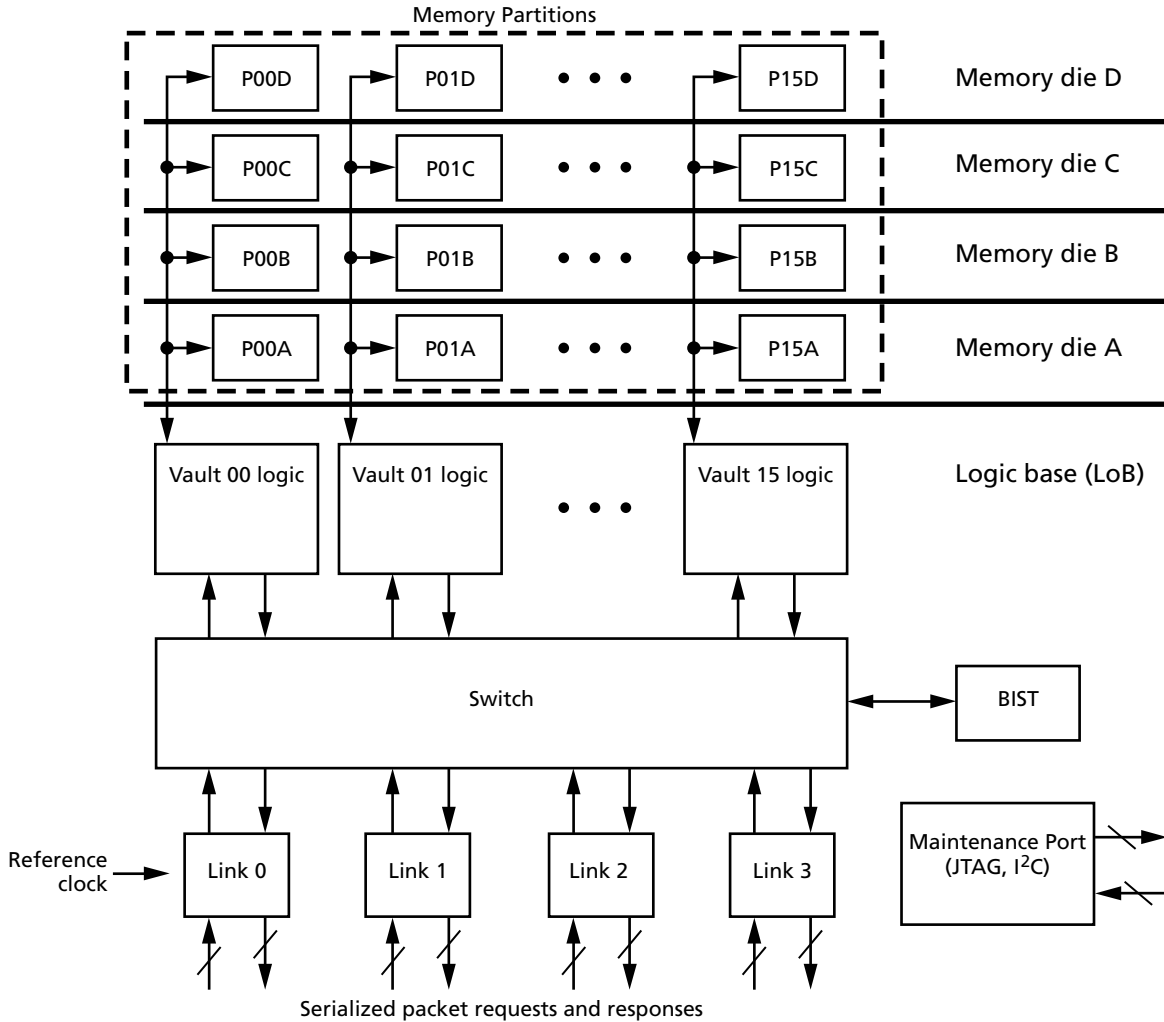 Memory Partitions
P00D
P01D
P15D
Memory die D
P00C
P01C
P15C
Memory die C
P00B
P01B
P15B
Memory die B
P00A
P01A
P15A
Memory die A
Vault 00 logic
Vault 01 logic
Vault 15 logic
Logic base (LoB)
Switch
BIST
Reference
clock
Link 0
Link 1
Link 2
Link 3
Maintenance Port
(JTAG, I²C)
Serialized packet requests and responses